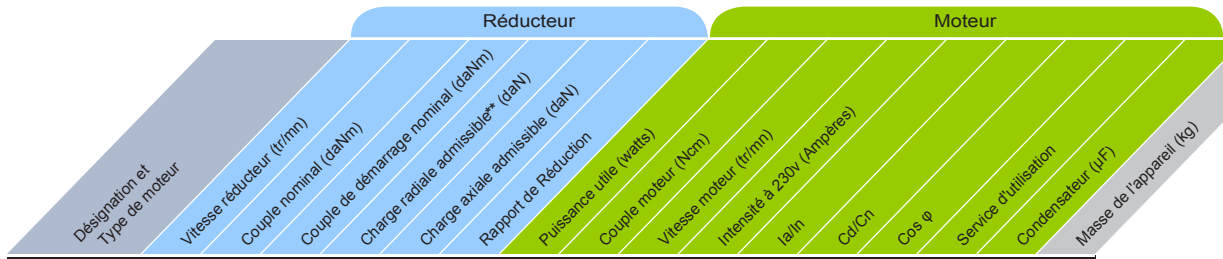 Réducteur
Moteur
Désignation et
Type de moteur
Vitesse réducteur (tr/mn)
Couple nominal (daNm)
Couple de démarrage nominal (daNm)
Charge radiale admissible** (daN)
Charge axiale admissible (daN)
Rapport de Réduction
Puissance utile (watts)
Couple moteur (Ncm)
Vitesse moteur (tr/mn)
Intensité à 230v (Ampères)
Ia/In
Cd/Cn
Cos φ
Service d'utilisation
Condensateur (µF)
Masse de l'appareil (kg)